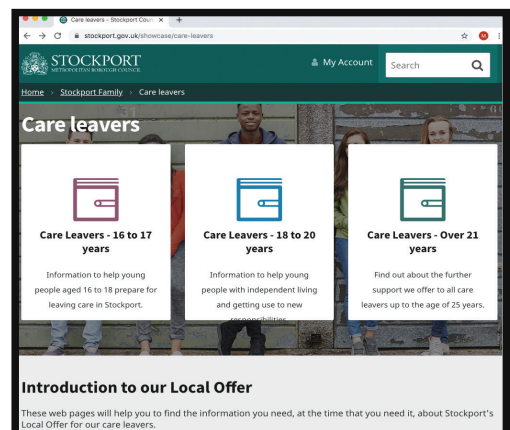 Care leavers - Stockport Coun
stockport.gov.uk/showcase/care-leavers
M
STOCKPORT
METROPOLITAN BOROUGH COUNCIL
My Account
Search
Home › Stockport Family › Care leavers
Care leavers
Care Leavers - 16 to 17
years
Information to help young
people aged 16 to 18 prepare for
leaving care in Stockport.
Care Leavers - 18 to 20
years
Information to help young
people with independent living
and getting use to new
responsibilities
Care Leavers - Over 21
years
Find out about the further
support we offer to all care
leavers up to the age of 25 years.
Introduction to our Local Offer
These web pages will help you to find the information you need, at the time that you need it, about Stockport's
Local Offer for our care leavers.